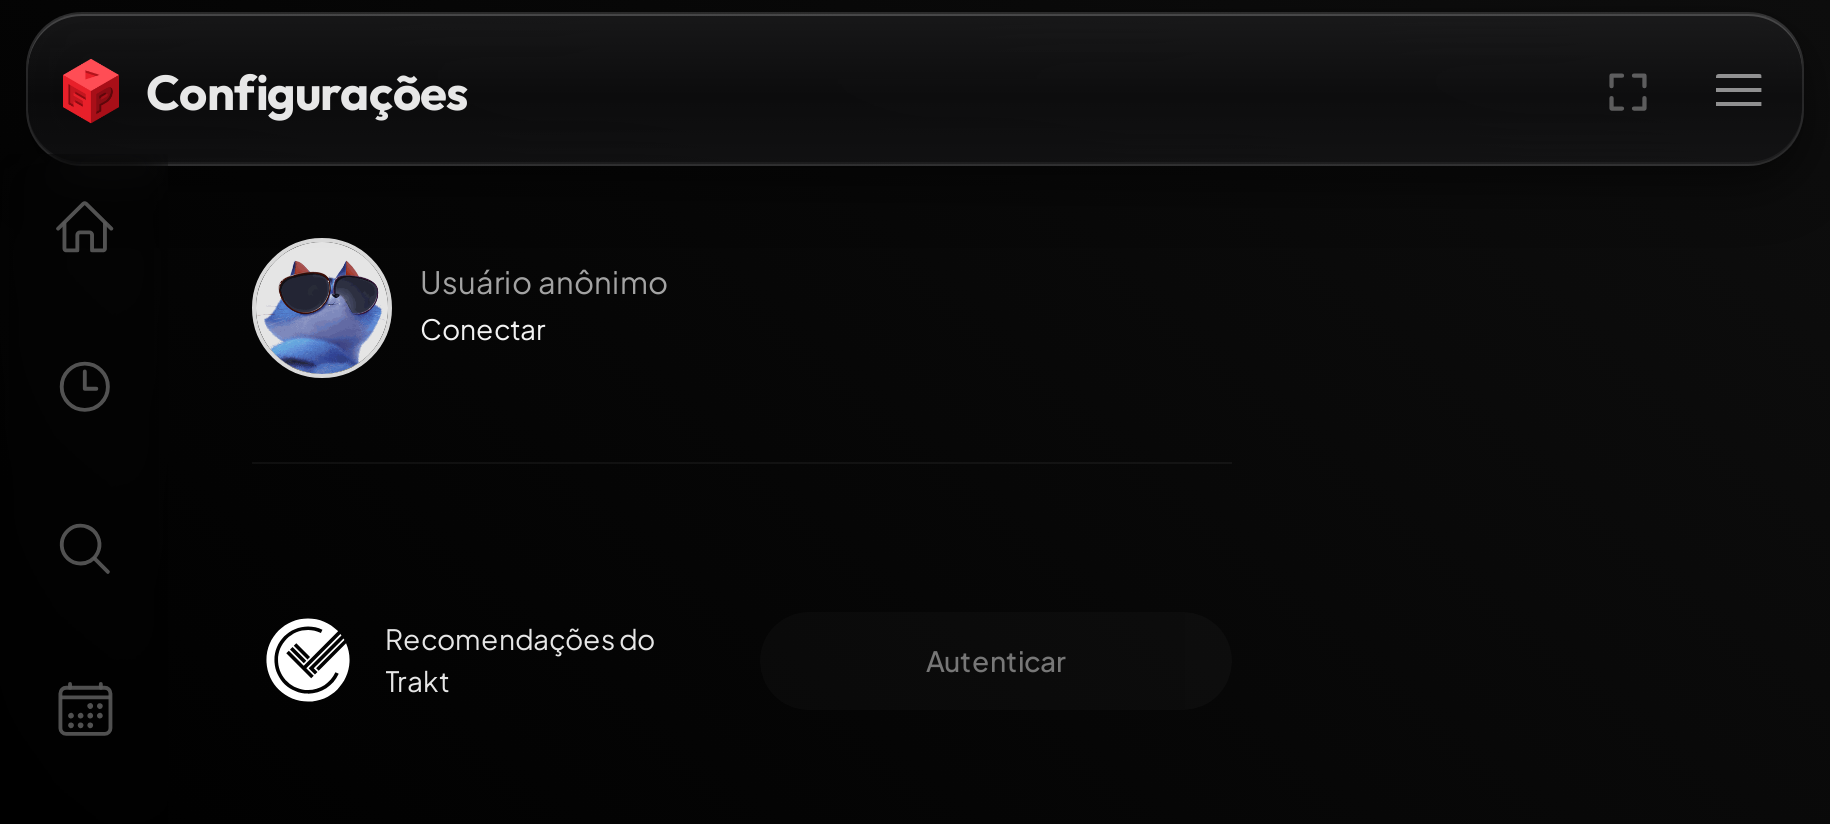 Configurações
Usuário anônimo
Conectar
Recomendações do
Trakt
Autenticar